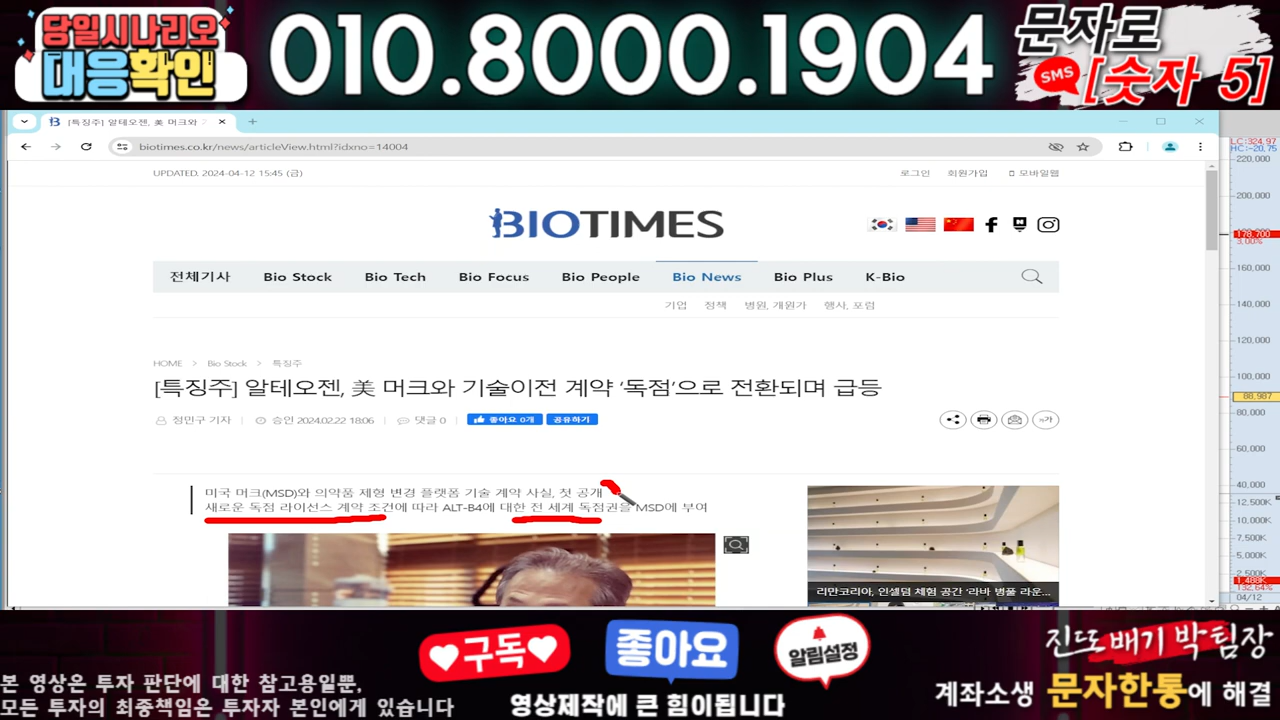 당일시나리오
대응확인
010.8000.1904
문자로
SMS
[숫자 5]
[특징주] 알테오젠, 美 머크와
biotimes.co.kr/news/articleView.html?idxno=14004
UPDATED. 2024-04-12 15:45 (금)
로그인 회원가입 모바일웹
BIOTIMES
전체기사 Bio Stock Bio Tech Bio Focus Bio People Bio News Bio Plus K-Bio
기업 정책 병원, 개원가 행사, 포럼
HOME > Bio Stock > 특징주
[특징주] 알테오젠, 美 머크와 기술이전 계약 ‘독점’으로 전환되며 급등
정민구 기자 승인 2024.02.22 18:06 댓글 0 좋아요 0개 공유하기
가
미국 머크(MSD)와 의약품 제형 변경 플랫폼 기술 계약 사실, 첫 공개
새로운 독점 라이선스 계약 조건에 따라 ALT-B4에 대한 전 세계 독점권을 MSD에 부여
리만코리아, 인셀덤 체험 공간 ‘라바 뱅풀 라운...
LC:324.97
HC:-20.75
220,000
200,000
178,700
3.00%
160,000
140,000
120,000
100,000
88,987
80,000
60,000
40,000
12,500K
10,000K
7,500K
5,000K
2,500K
1,488K
132.64%
04/12
구독
좋아요
알림설정
영상제작에 큰 힘이됩니다
본 영상은 투자 판단에 대한 참고용일뿐,
모든 투자의 최종책임은 투자자 본인에게 있습니다
진또배기 박팀장
계좌소생 문자한통에 해결